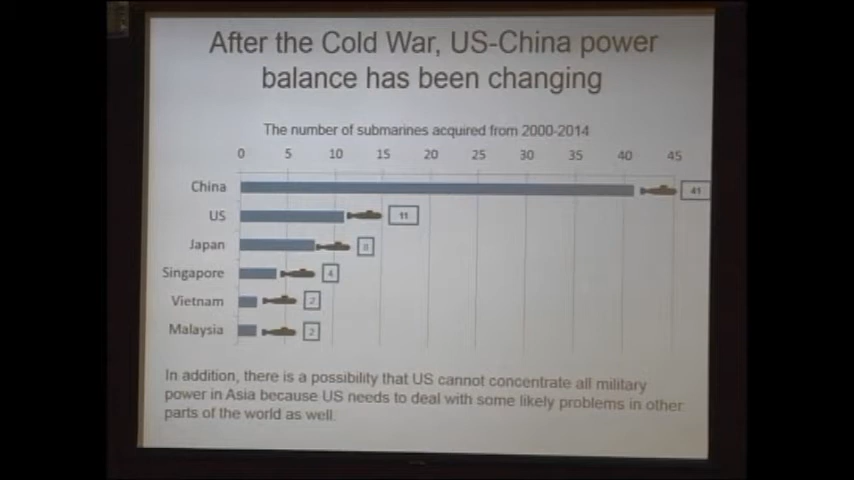 After the Cold War, US-China power
balance has been changing
The number of submarines acquired from 2000-2014
0 5 10 15 20 25 30 35 40 45
China 41
US 11
Japan 8
Singapore 4
Vietnam 2
Malaysia 2
In addition, there is a possibility that US cannot concentrate all military
power in Asia because US needs to deal with some likely problems in other
parts of the world as well.